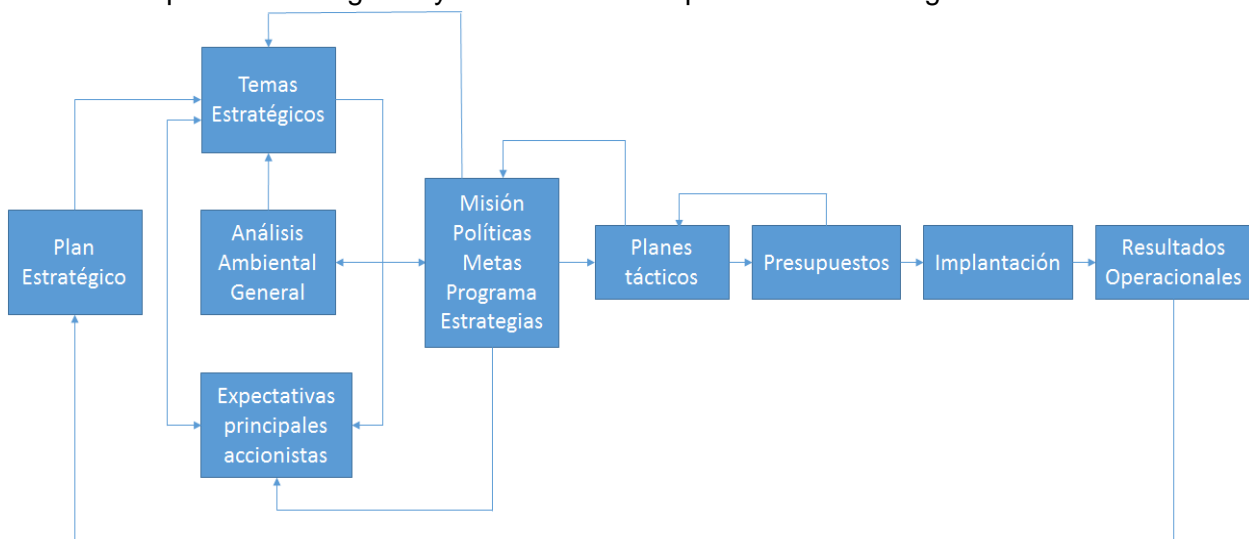 Temas
Estratégicos
Plan
Estratégico
Análisis
Ambiental
General
Expectativas
principales
accionistas
Misión
Políticas
Metas
Programa
Estrategias
Planes
tácticos
Presupuestos
Implantación
Resultados
Operacionales